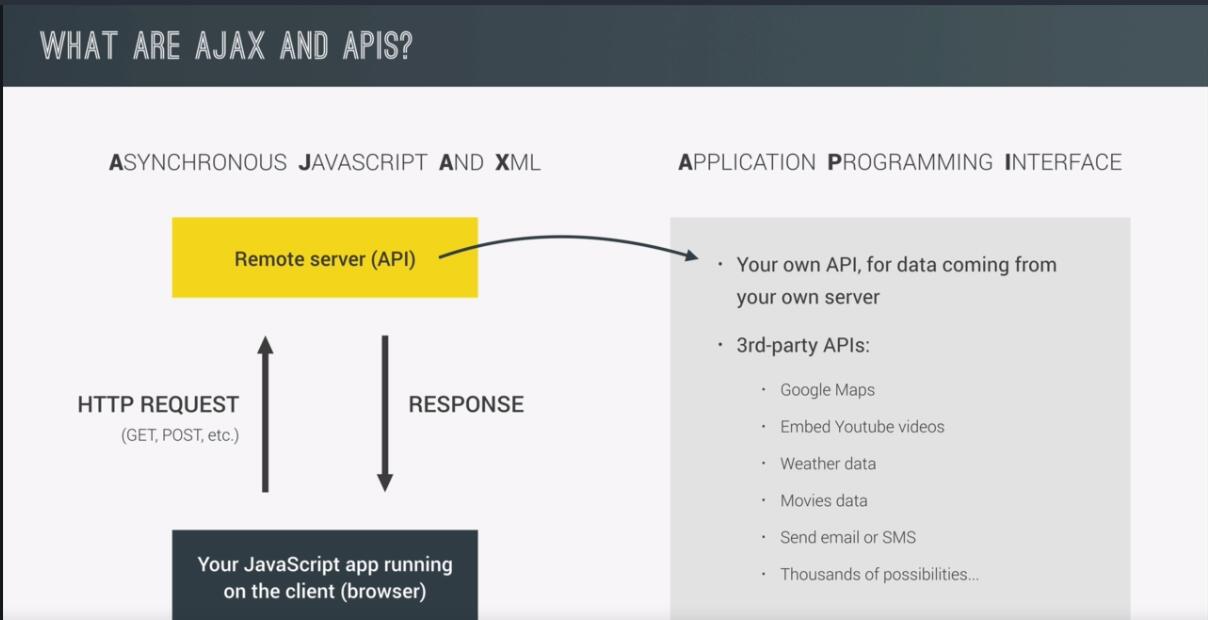 WHAT ARE AJAX AND APIS?
ASYNCHRONOUS JAVASCRIPT AND XML
Remote server (API)
HTTP REQUEST
(GET, POST, etc.)
RESPONSE
Your JavaScript app running
on the client (browser)
APPLICATION PROGRAMMING INTERFACE
· Your own API, for data coming from
your own server
· 3rd-party APIs:
· Google Maps
· Embed Youtube videos
· Weather data
· Movies data
· Send email or SMS
· Thousands of possibilities...